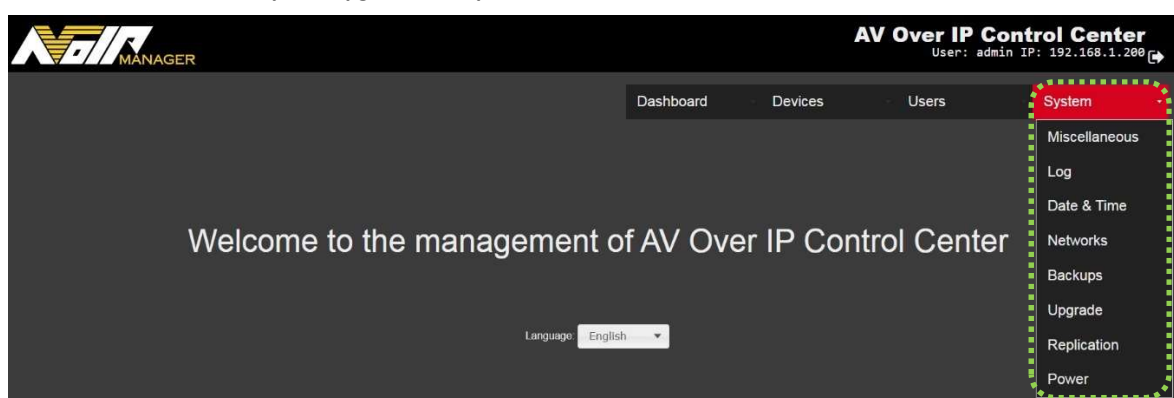 AVoIP MANAGER
AV Over IP Control Center
User: admin IP: 192.168.1.200
Dashboard Devices Users System
Miscellaneous
Log
Date & Time
Networks
Backups
Upgrade
Replication
Power
Welcome to the management of AV Over IP Control Center
Language: English